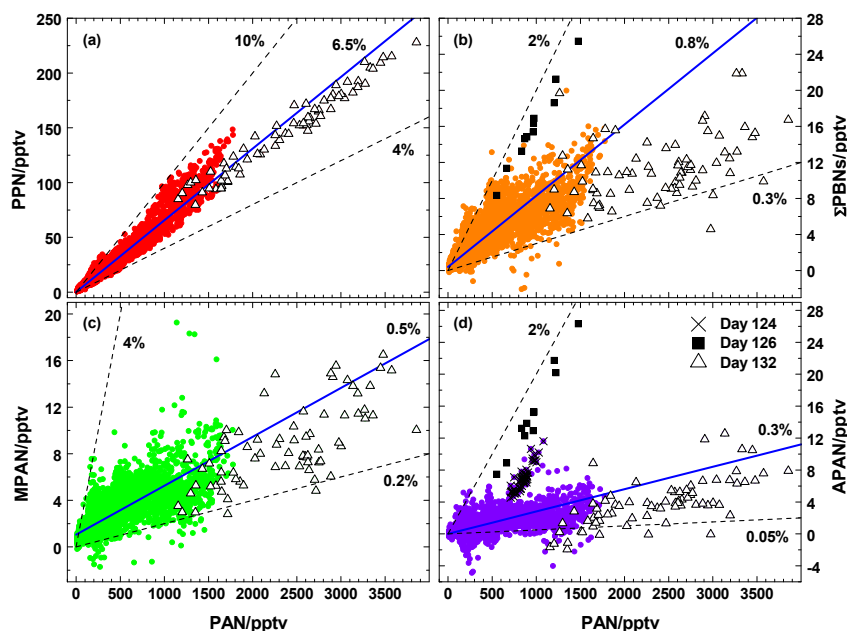 250
200
150
100
50
0
PPN/pptv
(a)
10%
6.5%
4%
(b)
2%
0.8%
0.3%
28
24
20
16
12
8
4
0
ΣPBNs/pptv
20
16
12
8
4
0
MPAN/pptv
(c)
4%
0.5%
0.2%
0 500 1000 1500 2000 2500 3000 3500
PAN/pptv
(d)
2%
Day 124
Day 126
Day 132
0.3%
0.05%
28
24
20
16
12
8
4
0
-4
APAN/pptv
0 500 1000 1500 2000 2500 3000 3500
PAN/pptv